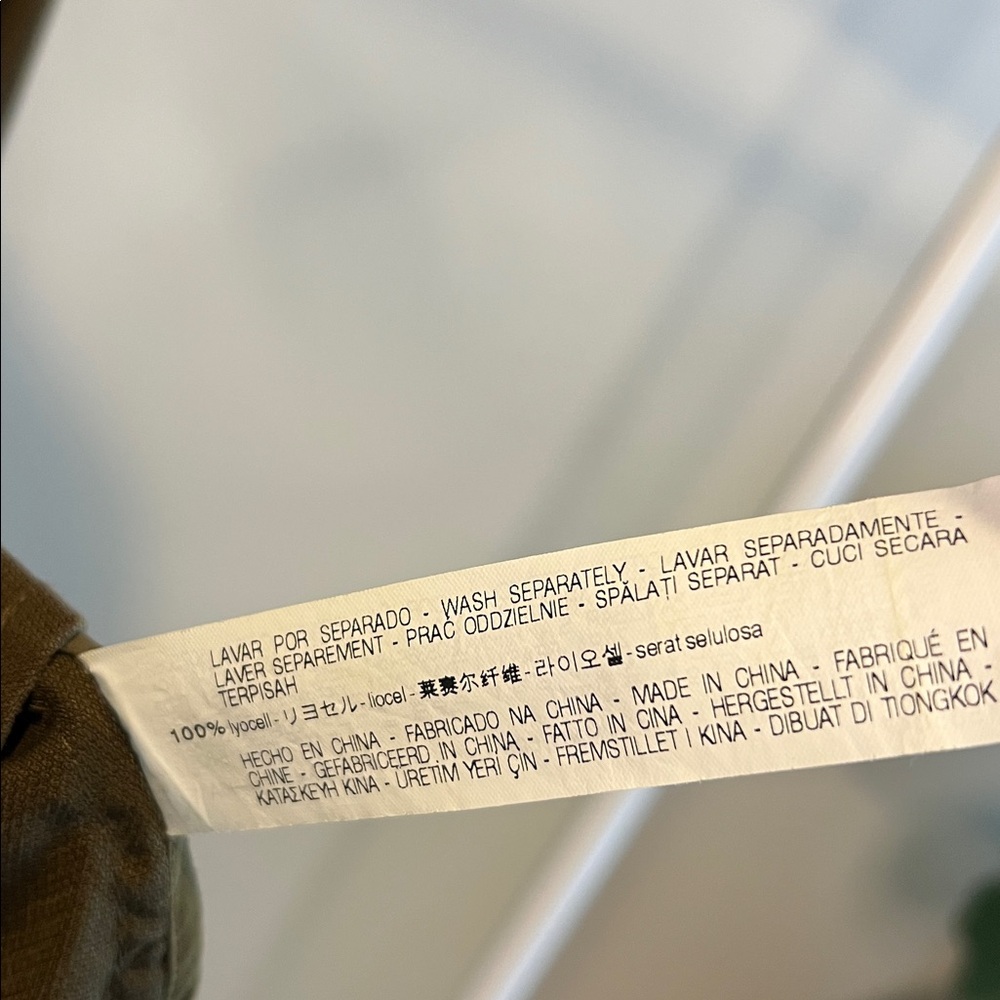 LAVAR POR SEPARADO - WASH SEPARATELY - LAVAR SEPARADAMENTE -
LAVER SEPAREMENT - PRAĆ ODDZIELNIE - SPĂLAȚI SEPARAT - CUCI SECARA
TERPISAH
100% lyocell - リヨセル - liocel - 莱赛尔纤维 - 라이오셀 - serat selulosa
HECHO EN CHINA - FABRICADO NA CHINA - MADE IN CHINA - FABRIQUÉ EN
CHINE - GEFABRICEERD IN CHINA - FATTO IN CINA - HERGESTELLT IN CHINA -
ΚΑΤΑΣΚΕΥΗ ΚΙΝΑ - ÜRETİM YERİ ÇİN - FREMSTILLET I KINA - DIBUAT DI TIONGKOK